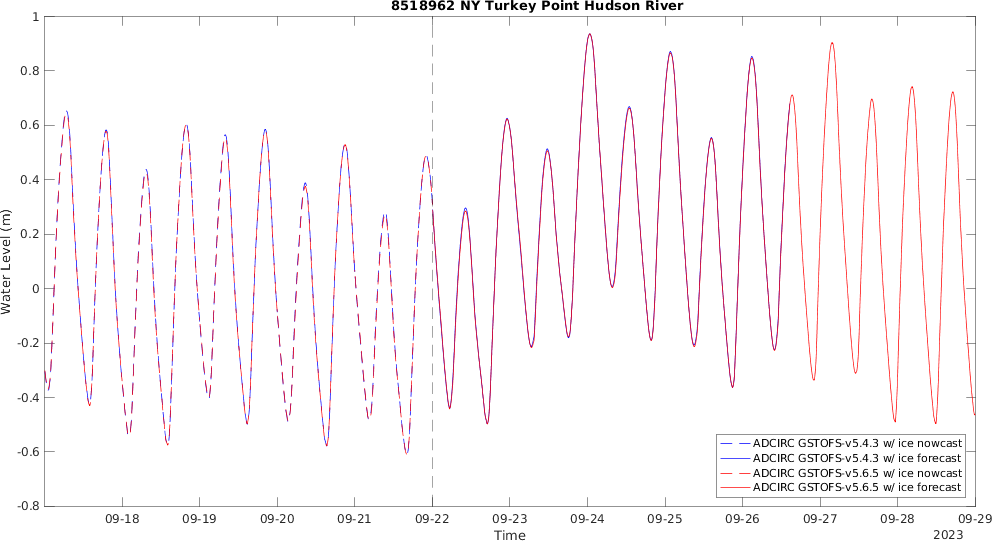 8518962 NY Turkey Point Hudson River
Water Level (m)
1
0.8
0.6
0.4
0.2
0
-0.2
-0.4
-0.6
-0.8
ADCIRC GSTOFS-v5.4.3 w/ ice nowcast
ADCIRC GSTOFS-v5.4.3 w/ ice forecast
ADCIRC GSTOFS-v5.6.5 w/ ice nowcast
ADCIRC GSTOFS-v5.6.5 w/ ice forecast
09-18 09-19 09-20 09-21 09-22 09-23 09-24 09-25 09-26 09-27 09-28 09-29
Time
2023